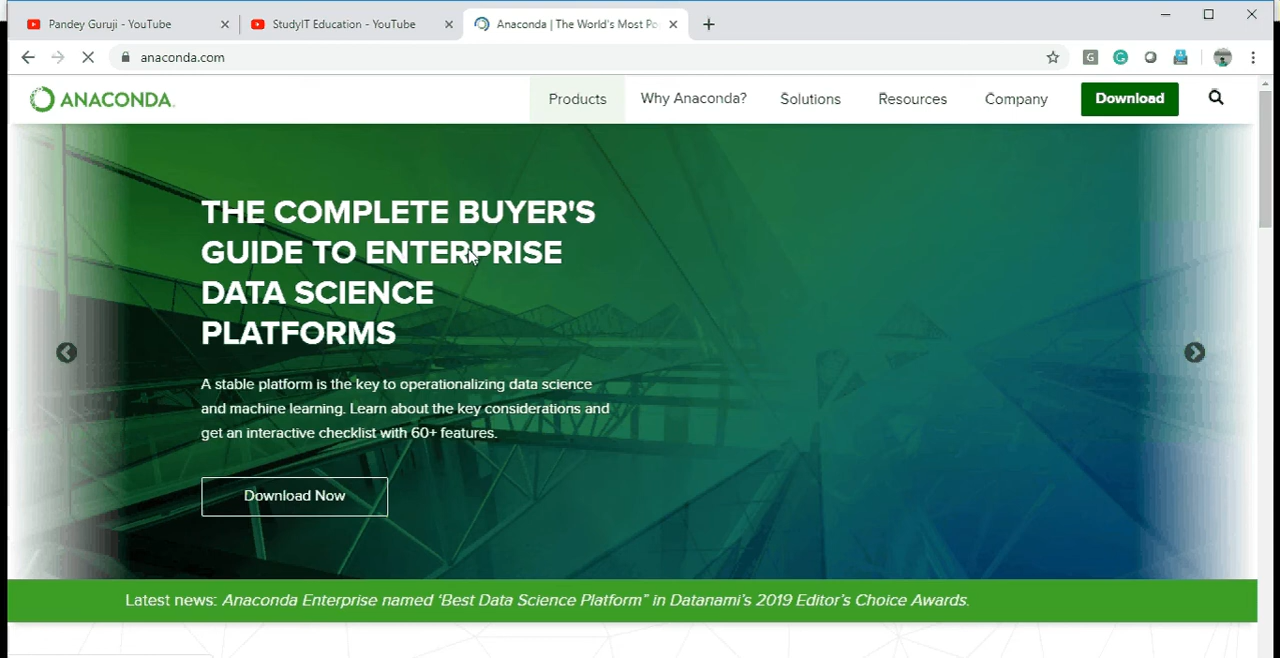 Pandey Guruji - YouTube
StudyIT Education - YouTube
Anaconda | The World's Most Po
anaconda.com
ANACONDA.
Products
Why Anaconda?
Solutions
Resources
Company
Download
THE COMPLETE BUYER'S
GUIDE TO ENTERPRISE
DATA SCIENCE
PLATFORMS
A stable platform is the key to operationalizing data science
and machine learning. Learn about the key considerations and
get an interactive checklist with 60+ features.
Download Now
Latest news: Anaconda Enterprise named ‘Best Data Science Platform” in Datanami’s 2019 Editor’s Choice Awards.